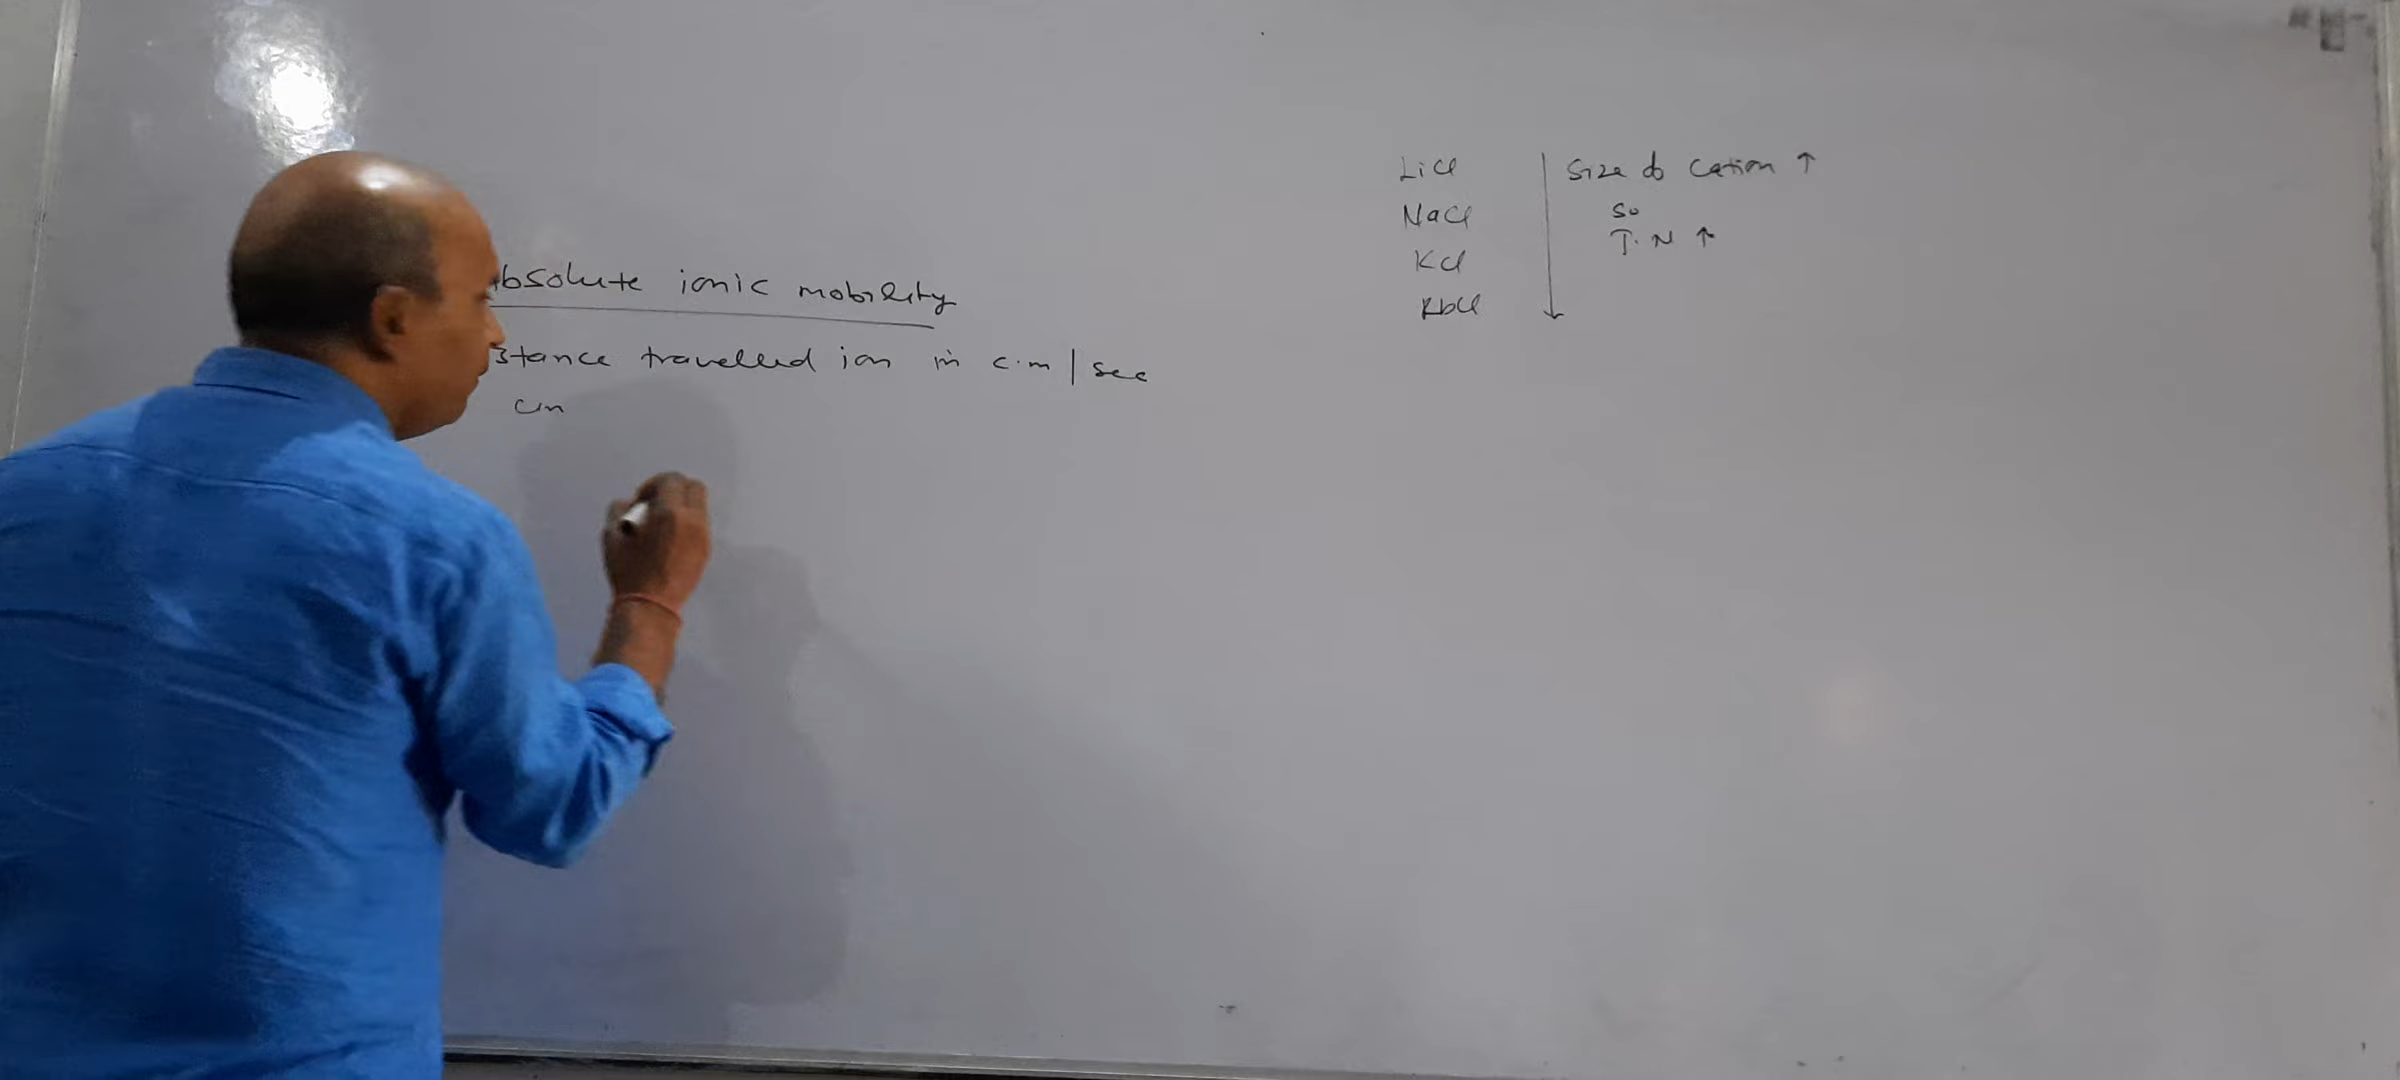 bsolute ionic mobility
stance travelled ion in c.m | sec
cm
LiCl
NaCl
KCl
RbCl
Size of Cation ↑
So
T.N ↑